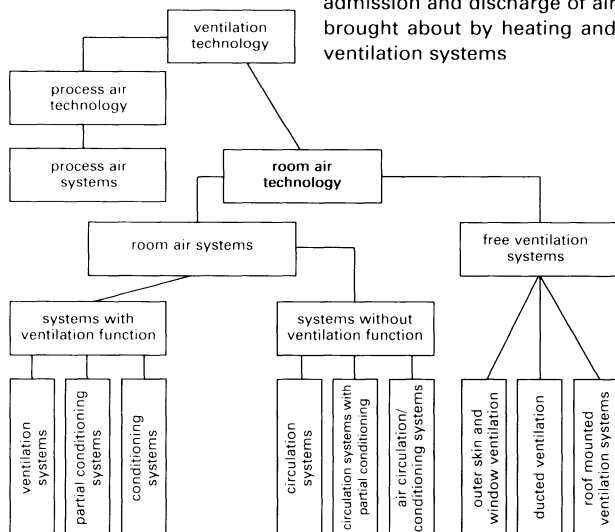 admission and discharge of air
brought about by heating and
ventilation systems
ventilation
technology
process air
technology
process air
systems
room air
technology
room air systems
free ventilation
systems
systems with
ventilation function
systems without
ventilation function
ventilation
systems
partial conditioning
systems
conditioning
systems
circulation
systems
circulation systems with
partial conditioning
air circulation/
conditioning systems
outer skin and
window ventilation
ducted ventilation
roof mounted
ventilation systems